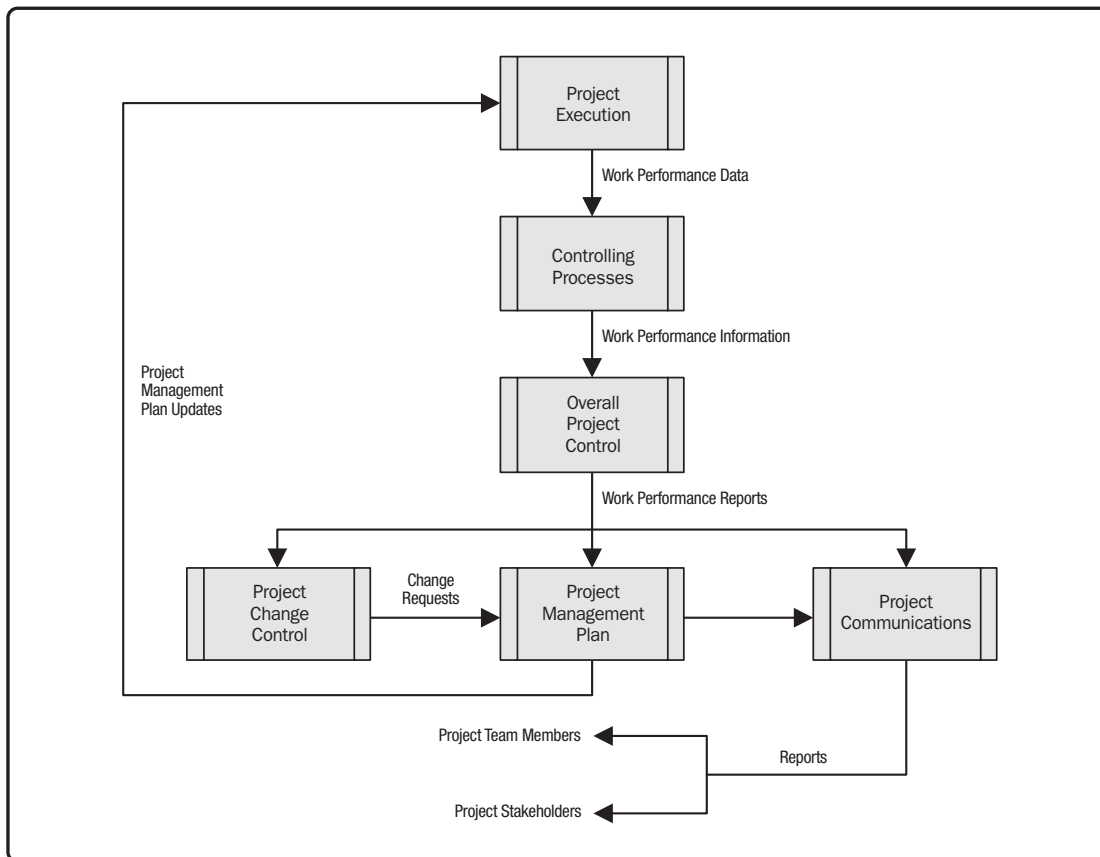 Project
Execution
Work Performance Data
Controlling
Processes
Work Performance Information
Project
Management
Plan Updates
Overall
Project
Control
Work Performance Reports
Project
Change
Control
Change
Requests
Project
Management
Plan
Project
Communications
Project Team Members
Reports
Project Stakeholders